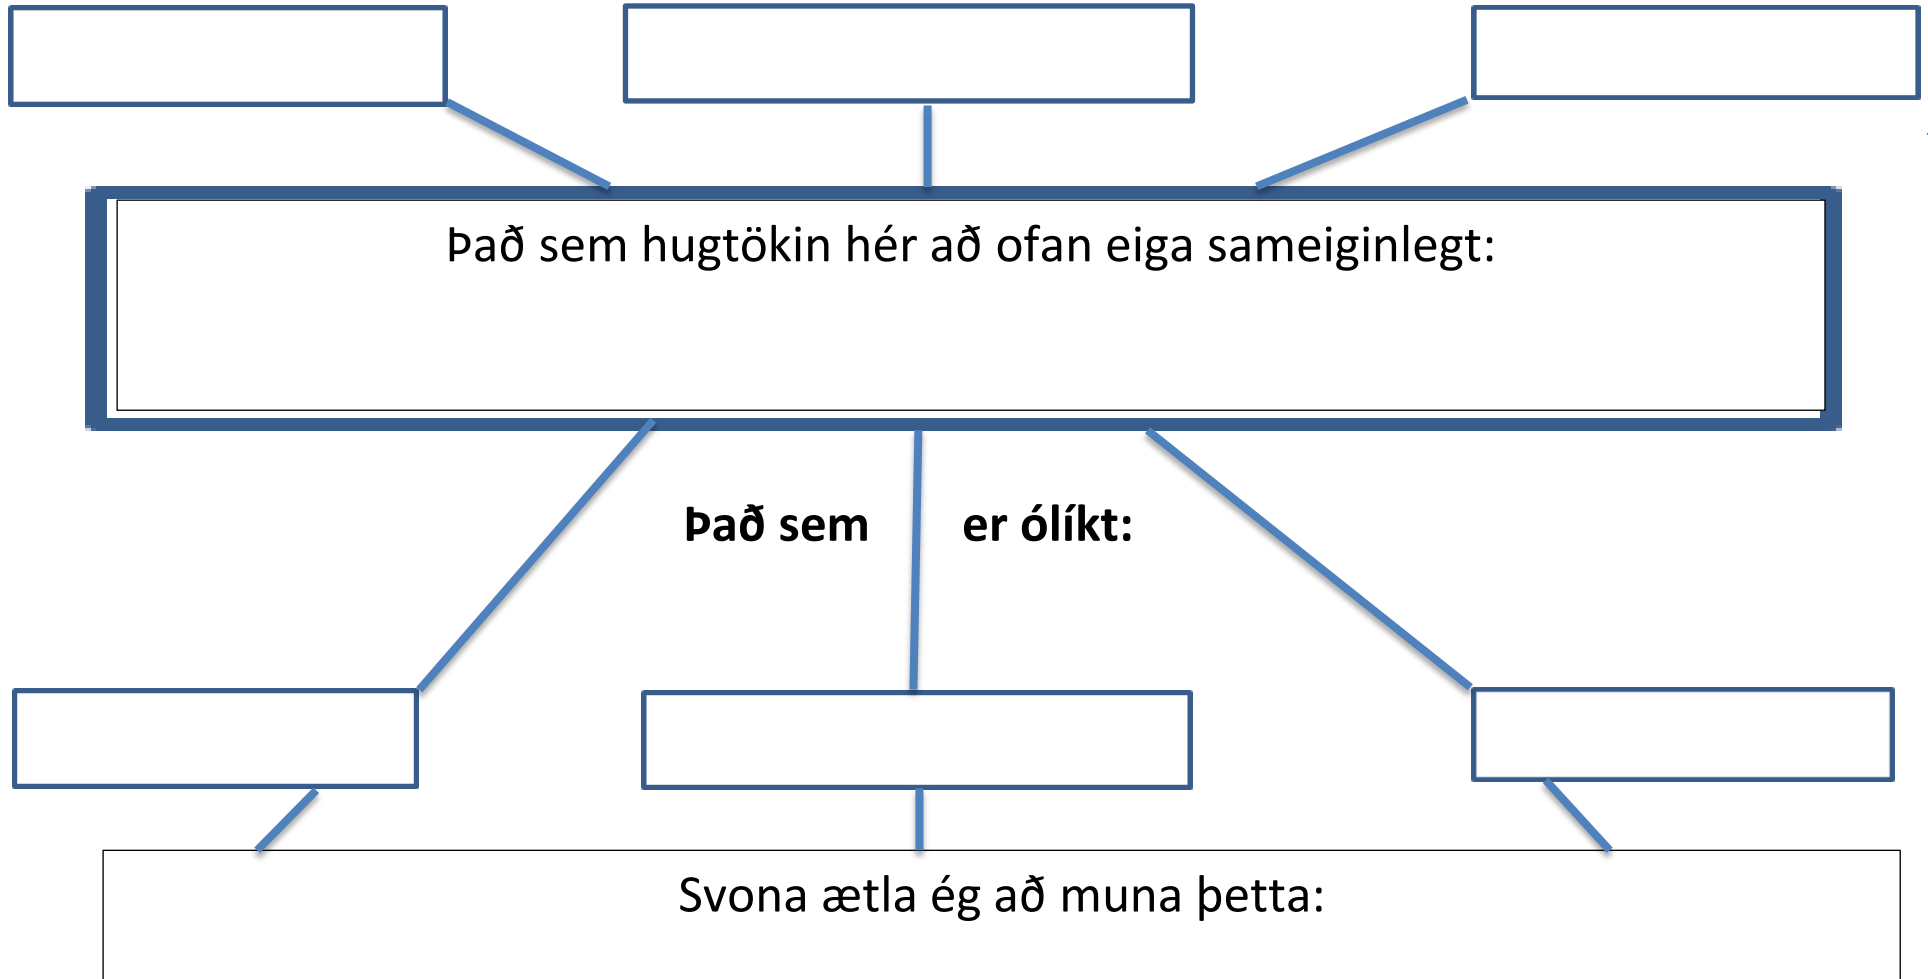 Það sem hugtökin hér að ofan eiga sameiginlegt:
Það sem er ólíkt:
Svona ætla ég að muna þetta: